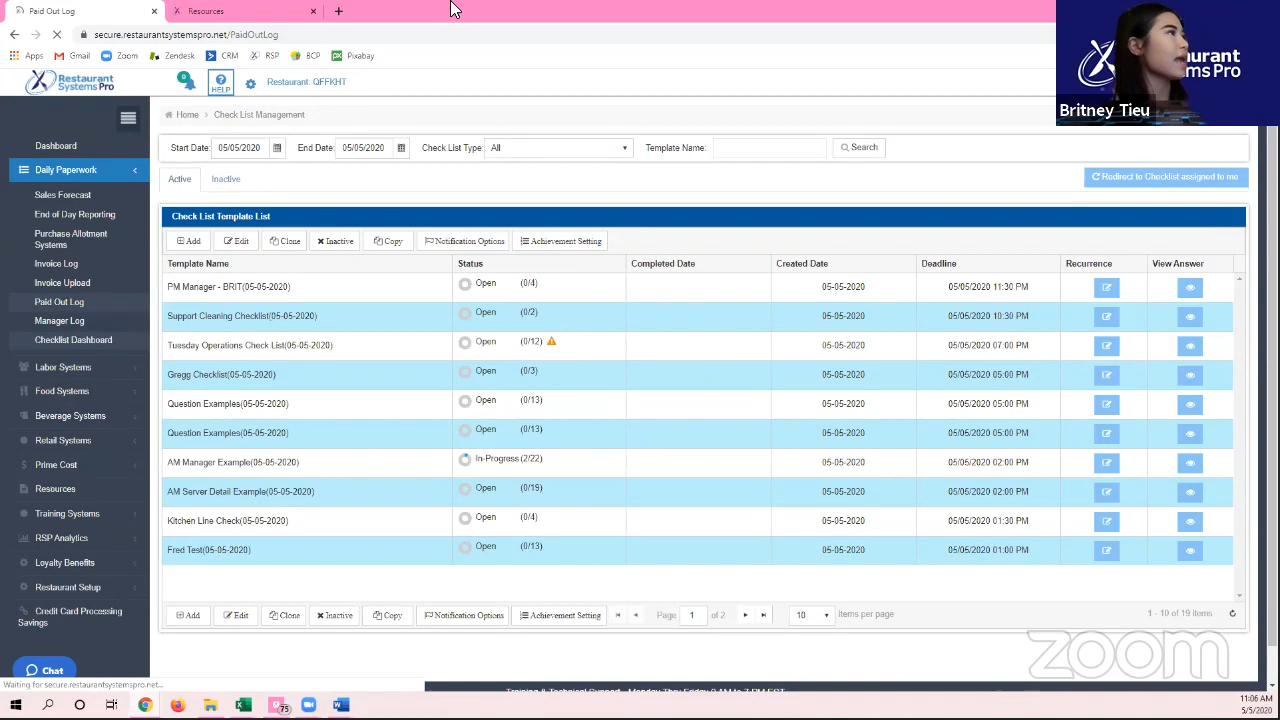 Paid Out Log
Resources
secure.restaurantsystemspro.net/PaidOutLog
Apps Gmail Zoom Zendesk CRM RSP BCP Pixabay
Restaurant Systems Pro
0
HELP
Restaurant: QFFKHT
Restaurant Systems Pro
Britney Tieu
Home > Check List Management
Start Date: 05/05/2020 End Date: 05/05/2020 Check List Type: All Template Name: Search
Active Inactive Redirect to Checklist assigned to me
Dashboard
Daily Paperwork
Sales Forecast
End of Day Reporting
Purchase Allotment
Systems
Invoice Log
Invoice Upload
Paid Out Log
Manager Log
Checklist Dashboard
Labor Systems
Food Systems
Beverage Systems
Retail Systems
Prime Cost
Resources
Training Systems
RSP Analytics
Loyalty Benefits
Restaurant Setup
Credit Card Processing
Savings
Chat
Check List Template List
Add Edit Clone Inactive Copy Notification Options Achievement Setting
Template Name Status Completed Date Created Date Deadline Recurrence View Answer
PM Manager - BRIT(05-05-2020) Open (0/4) 05-05-2020 05/05/2020 11:30 PM
Support Cleaning Checklist(05-05-2020) Open (0/2) 05-05-2020 05/05/2020 10:30 PM
Tuesday Operations Check List(05-05-2020) Open (0/12) 05-05-2020 05/05/2020 07:00 PM
Gregg Checklist(05-05-2020) Open (0/3) 05-05-2020 05/05/2020 05:00 PM
Question Examples(05-05-2020) Open (0/13) 05-05-2020 05/05/2020 05:00 PM
Question Examples(05-05-2020) Open (0/13) 05-05-2020 05/05/2020 05:00 PM
AM Manager Example(05-05-2020) In-Progress (2/22) 05-05-2020 05/05/2020 02:00 PM
AM Server Detail Example(05-05-2020) Open (0/19) 05-05-2020 05/05/2020 02:00 PM
Kitchen Line Check(05-05-2020) Open (0/4) 05-05-2020 05/05/2020 01:30 PM
Fred Test(05-05-2020) Open (0/13) 05-05-2020 05/05/2020 01:00 PM
Add Edit Clone Inactive Copy Notification Options Achievement Setting Page 1 of 2 10 items per page 1 - 10 of 19 items
zoom
Waiting for secure.restaurantsystemspro.net...
Training & Technical Support - Monday Thru Friday 9 AM to 7 PM EST
75
11:06 AM
5/5/2020